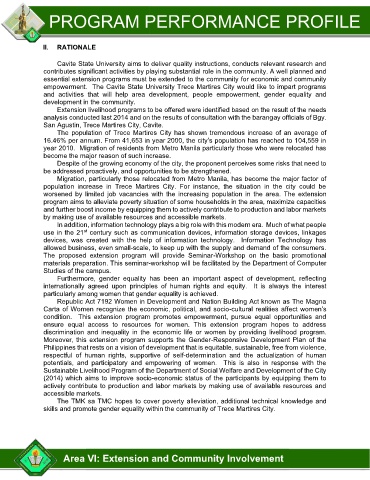 PROGRAM PERFORMANCE PROFILE
II. RATIONALE
Cavite State University aims to deliver quality instructions, conducts relevant research and
contributes significant activities by playing substantial role in the community. A well planned and
essential extension programs must be extended to the community for economic and community
empowerment. The Cavite State University Trece Martires City would like to impart programs
and activities that will help area development, people empowerment, gender equality and
development in the community.
Extension livelihood programs to be offered were identified based on the result of the needs
analysis conducted last 2014 and on the results of consultation with the barangay officials of Bgy.
San Agustin, Trece Martires City, Cavite.
The population of Trece Martires City has shown tremendous increase of an average of
16.46% per annum. From 41,653 in year 2000, the city's population has reached to 104,559 in
year 2010. Migration of residents from Metro Manila particularly those who were relocated has
become the major reason of such increase.
Despite of the growing economy of the city, the proponent perceives some risks that need to
be addressed proactively, and opportunities to be strengthened.
Migration, particularly those relocated from Metro Manila, has become the major factor of
population increase in Trece Martires City. For instance, the situation in the city could be
worsened by limited job vacancies with the increasing population in the area. The extension
program aims to alleviate poverty situation of some households in the area, maximize capacities
and further boost income by equipping them to actively contribute to production and labor markets
by making use of available resources and accessible markets.
In addition, information technology plays a big role with this modern era. Much of what people
use in the 21st century such as communication devices, information storage devices, linkages
devices, was created with the help of information technology. Information Technology has
allowed business, even small-scale, to keep up with the supply and demand of the consumers.
The proposed extension program will provide Seminar-Workshop on the basic promotional
materials preparation. This seminar-workshop will be facilitated by the Department of Computer
Studies of the campus.
Furthermore, gender equality has been an important aspect of development, reflecting
internationally agreed upon principles of human rights and equity. It is always the interest
particularly among women that gender equality is achieved.
Republic Act 7192 Women in Development and Nation Building Act known as The Magna
Carta of Women recognize the economic, political, and socio-cultural realities affect women's
condition. This extension program promotes empowerment, pursue equal opportunities and
ensure equal access to resources for women. This extension program hopes to address
discrimination and inequality in the economic life or women by providing livelihood program.
Moreover, this extension program supports the Gender-Responsive Development Plan of the
Philippines that rests on a vision of development that is equitable, sustainable, free from violence,
respectful of human rights, supportive of self-determination and the actualization of human
potentials, and participatory and empowering of women. This is also in response with the
Sustainable Livelihood Program of the Department of Social Welfare and Development of the City
(2014) which aims to improve socio-economic status of the participants by equipping them to
actively contribute to production and labor markets by making use of available resources and
accessible markets.
The TMK sa TMC hopes to cover poverty alleviation, additional technical knowledge and
skills and promote gender equality within the community of Trece Martires City.
Area VI: Extension and Community Involvement